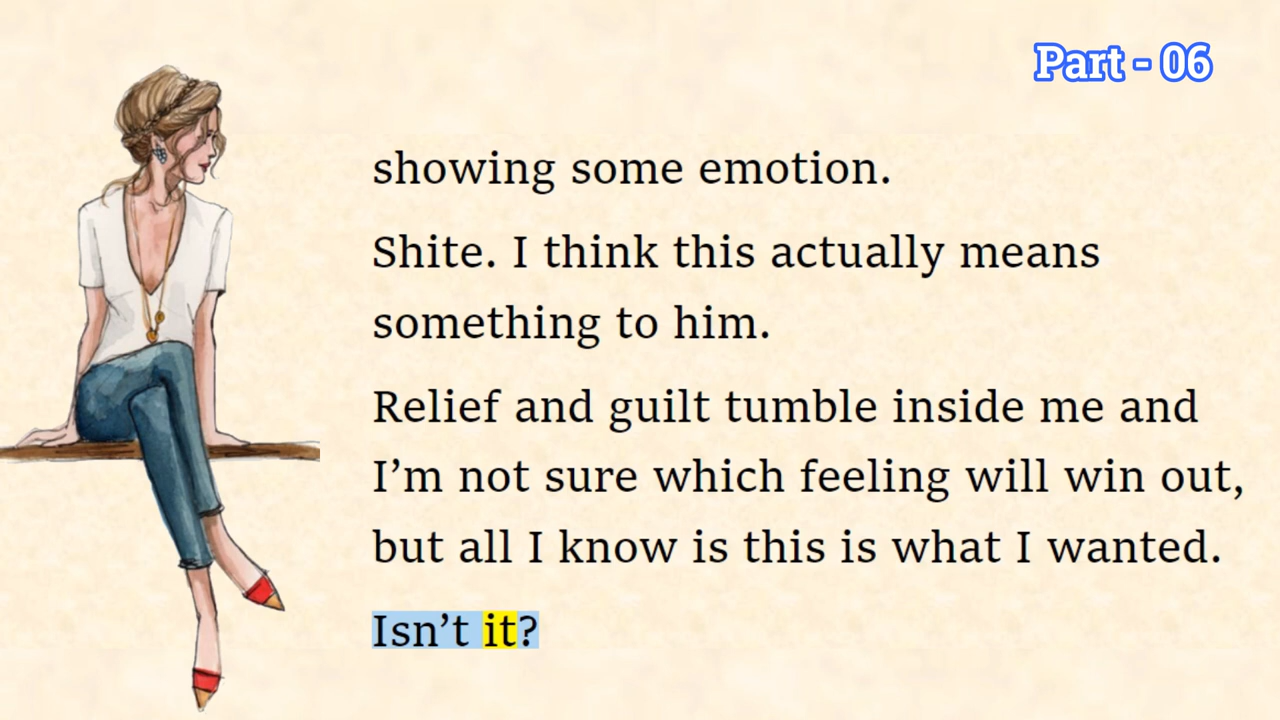 Part - 06
showing some emotion.
Shite. I think this actually means
something to him.
Relief and guilt tumble inside me and
I’m not sure which feeling will win out,
but all I know is this is what I wanted.
Isn’t it?